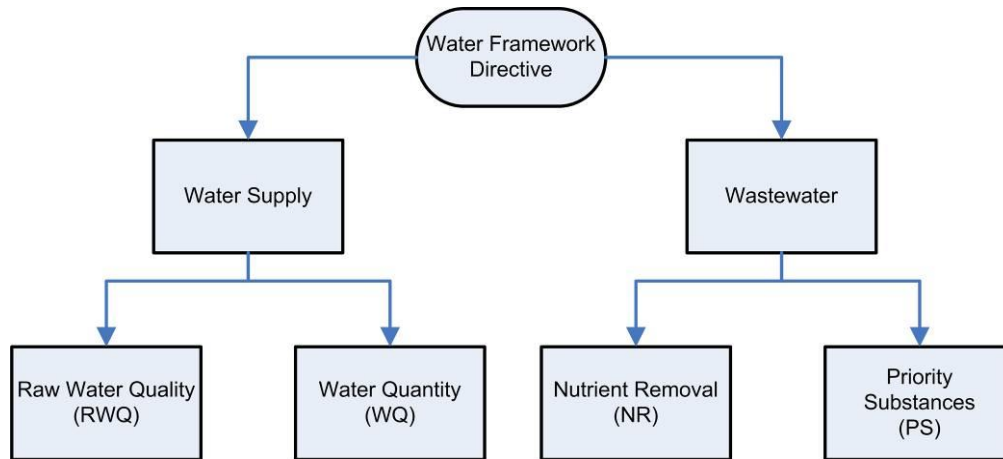 Water Framework
Directive
Water Supply
Wastewater
Raw Water Quality
(RWQ)
Water Quantity
(WQ)
Nutrient Removal
(NR)
Priority
Substances
(PS)